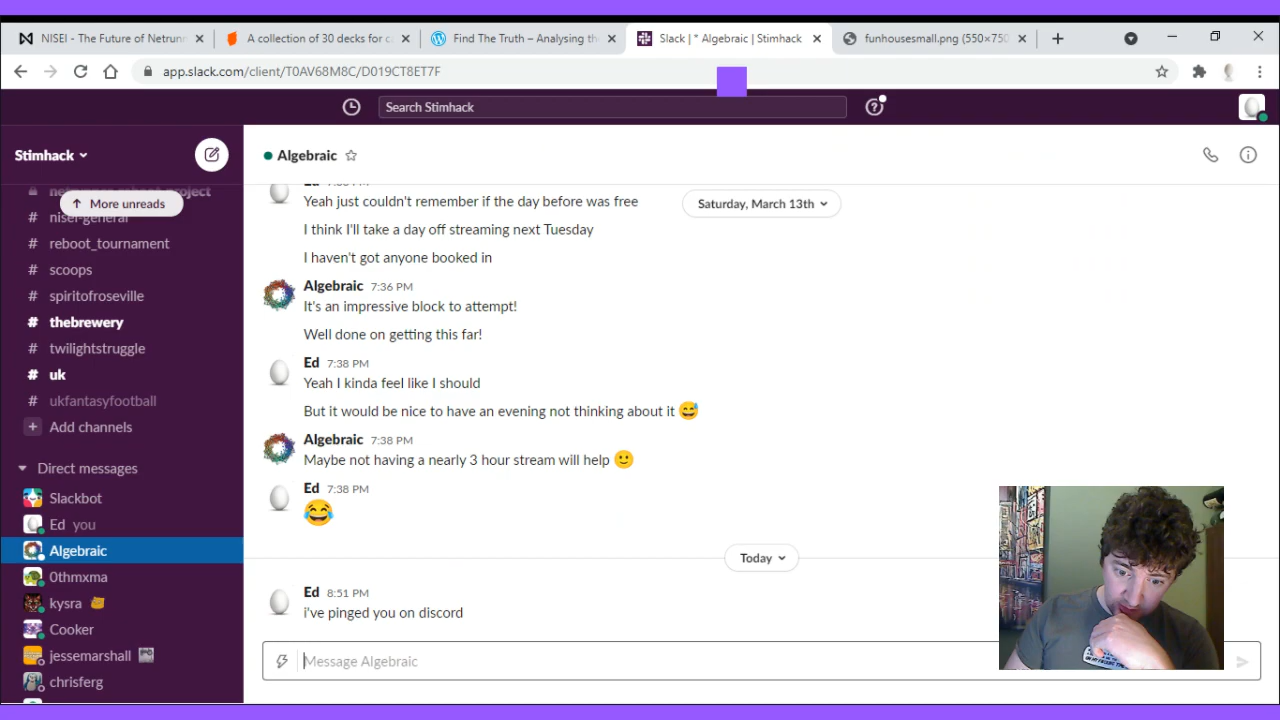 NISEI - The Future of Netrunn
A collection of 30 decks for ca
Find The Truth – Analysing the
Slack | * Algebraic | Stimhack
funhousesmall.png (550×750
app.slack.com/client/T0AV68M8C/D019CT8ET7F
Search Stimhack
Stimhack
More unreads
nisei-general
# reboot_tournament
# scoops
# spiritofroseville
# thebrewery
# twilightstruggle
# uk
# ukfantasyfootball
+ Add channels
Direct messages
Slackbot
Ed you
Algebraic
0thmxma
kysra
Cooker
jessemarshall
chrisferg
Algebraic
Saturday, March 13th
Yeah just couldn't remember if the day before was free
I think I'll take a day off streaming next Tuesday
I haven't got anyone booked in
Algebraic 7:36 PM
It's an impressive block to attempt!
Well done on getting this far!
Ed 7:38 PM
Yeah I kinda feel like I should
But it would be nice to have an evening not thinking about it 😅
Algebraic 7:38 PM
Maybe not having a nearly 3 hour stream will help 🙂
Ed 7:38 PM
😂
Today
Ed 8:51 PM
i've pinged you on discord
Message Algebraic